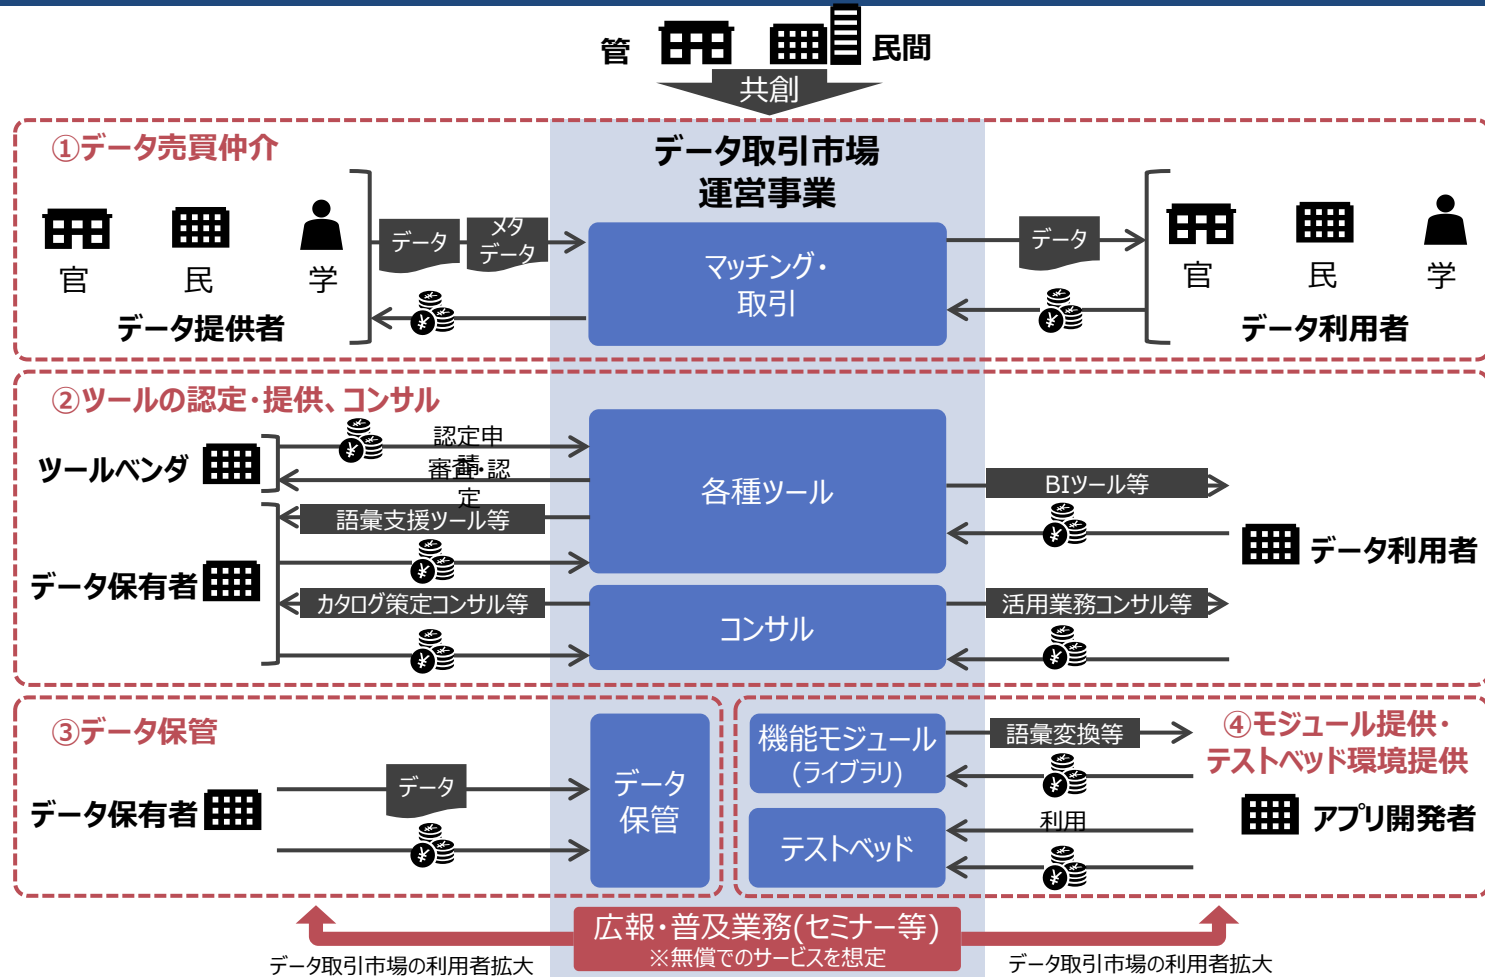 管
民間
共創
データ取引市場
運営事業
①データ売買仲介
官
民
学
データ提供者
データ
メタ
データ
マッチング・
取引
データ
官
民
学
データ利用者
②ツールの認定・提供、コンサル
ツールベンダ
認定申
請
審査・認
定
語彙支援ツール等
データ保有者
カタログ策定コンサル等
各種ツール
コンサル
BIツール等
活用業務コンサル等
データ利用者
③データ保管
データ保有者
データ
データ
保管
機能モジュール
(ライブラリ)
テストベッド
語彙変換等
利用
④モジュール提供・
テストベッド環境提供
アプリ開発者
広報・普及業務(セミナー等)
※無償でのサービスを想定
データ取引市場の利用者拡大
データ取引市場の利用者拡大